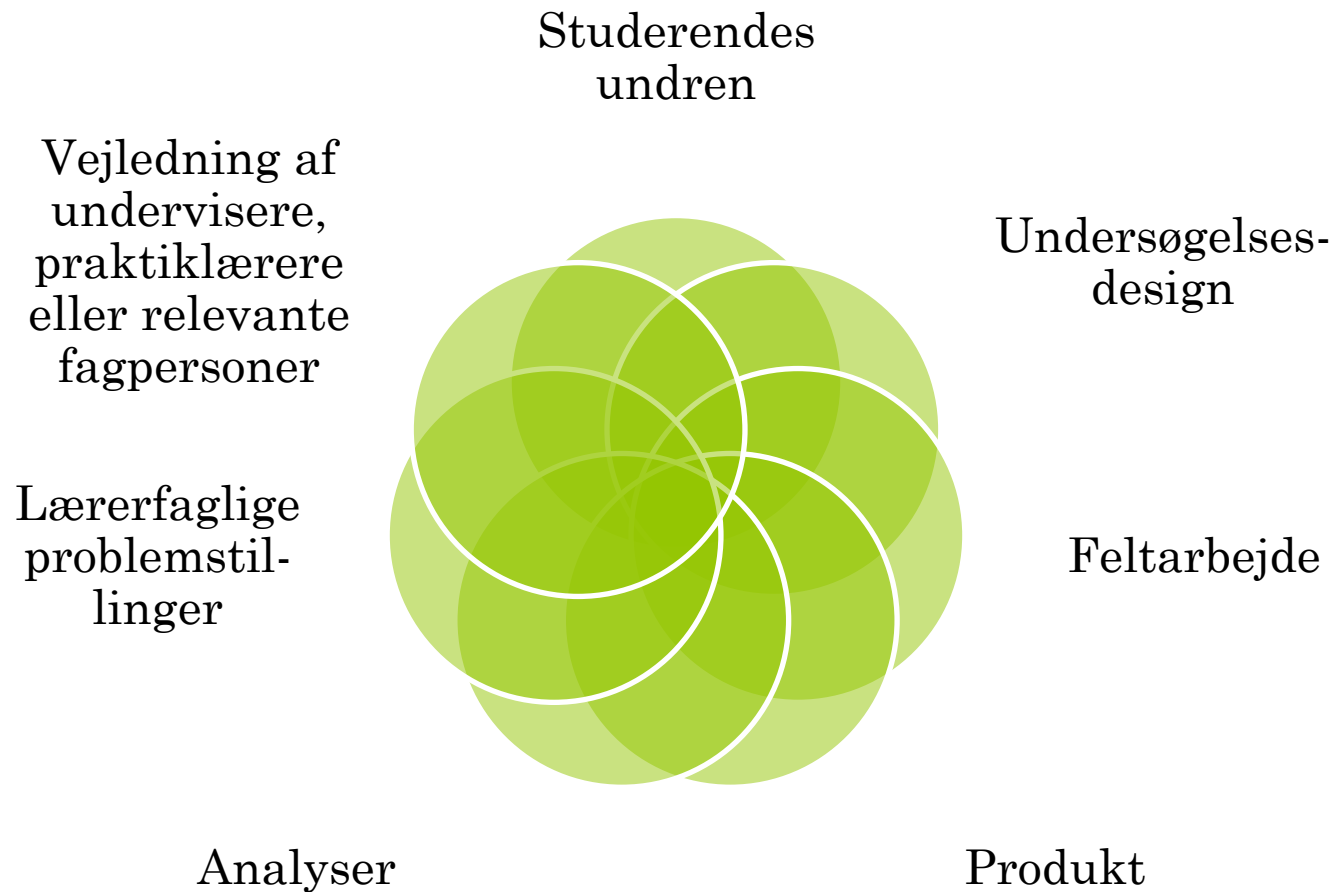 Studerendes
undren
Undersøgelses-
design
Feltarbejde
Produkt
Analyser
Lærerfaglige
problemstil-
linger
Vejledning af
undervisere,
praktiklærere
eller relevante
fagpersoner